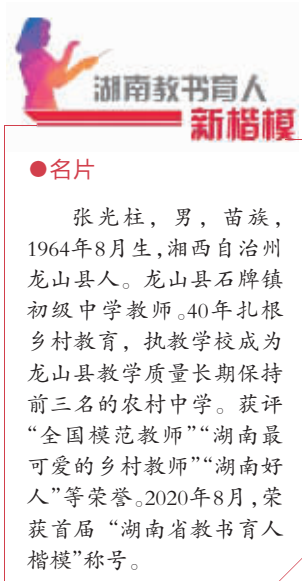 湖南教书育人
新楷模
●名片
张光柱，男，苗族，
1964年8月生，湘西自治州
龙山县人。龙山县石牌镇
初级中学教师。40年扎根
乡村教育，执教学校成为
龙山县教学质量长期保持
前三名的农村中学。获评
“全国模范教师”“湖南最
可爱的乡村教师”“湖南好
人”等荣誉。2020年8月，荣
获首届“湖南省教书育人
楷模”称号。